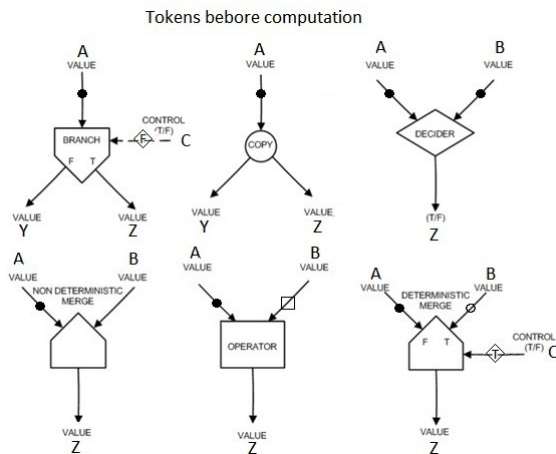 Tokens bebore computation
A
VALUE
BRANCH
F T
CONTROL
(T/F)
F
C
VALUE
Y
VALUE
Z
A
VALUE
COPY
VALUE
Y
VALUE
Z
A
VALUE
B
VALUE
DECIDER
(T/F)
Z
A
VALUE
B
VALUE
NON DETERMINISTIC
MERGE
VALUE
Z
A
VALUE
B
VALUE
OPERATOR
VALUE
Z
A
VALUE
B
VALUE
DETERMINISTIC
MERGE
F T
CONTROL
(T/F)
T
C
VALUE
Z